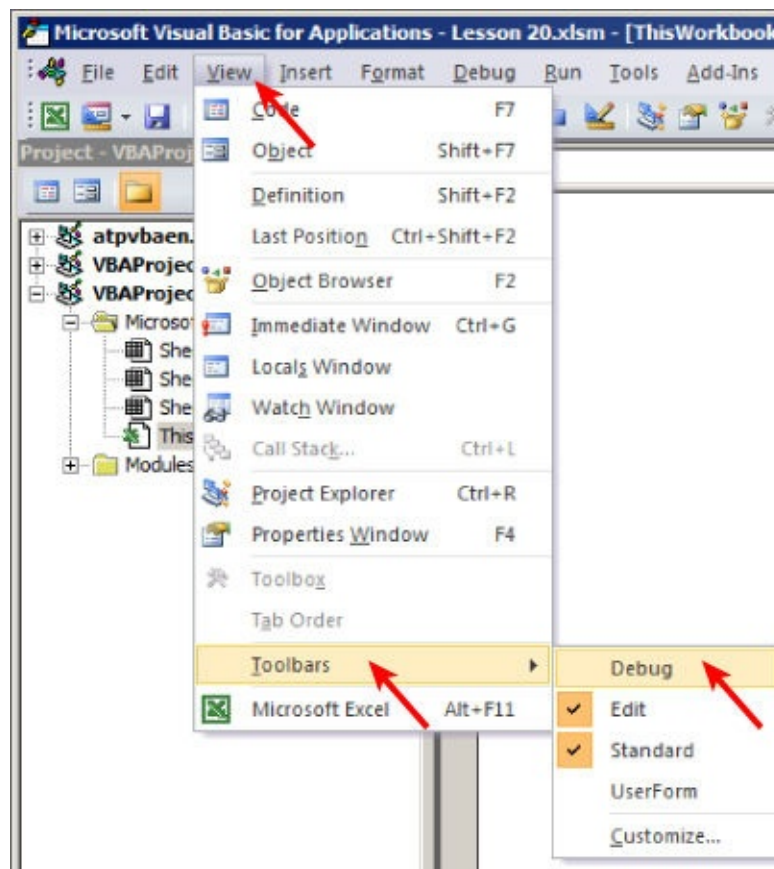 Microsoft Visual Basic for Applications - Lesson 20.xlsm - [ThisWorkbook
File Edit View Insert Format Debug Run Tools Add-Ins
Project - VBAProj
atpvbaen.
VBAProjec
VBAProjec
Microso
She
She
She
This
Modules
Code F7
Object Shift+F7
Definition Shift+F2
Last Position Ctrl+Shift+F2
Object Browser F2
Immediate Window Ctrl+G
Locals Window
Watch Window
Call Stack... Ctrl+L
Project Explorer Ctrl+R
Properties Window F4
Toolbox
Tab Order
Toolbars
Microsoft Excel Alt+F11
Debug
Edit
Standard
UserForm
Customize...